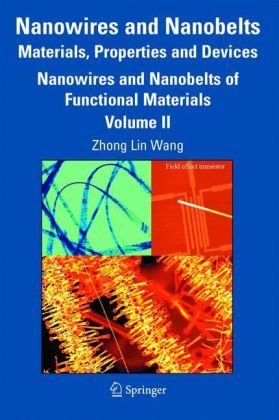 Nanowires and Nanobelts
Materials, Properties and Devices
Nanowires and Nanobelts of
Functional Materials
Volume II
Zhong Lin Wang
Field effect transistor
Springer